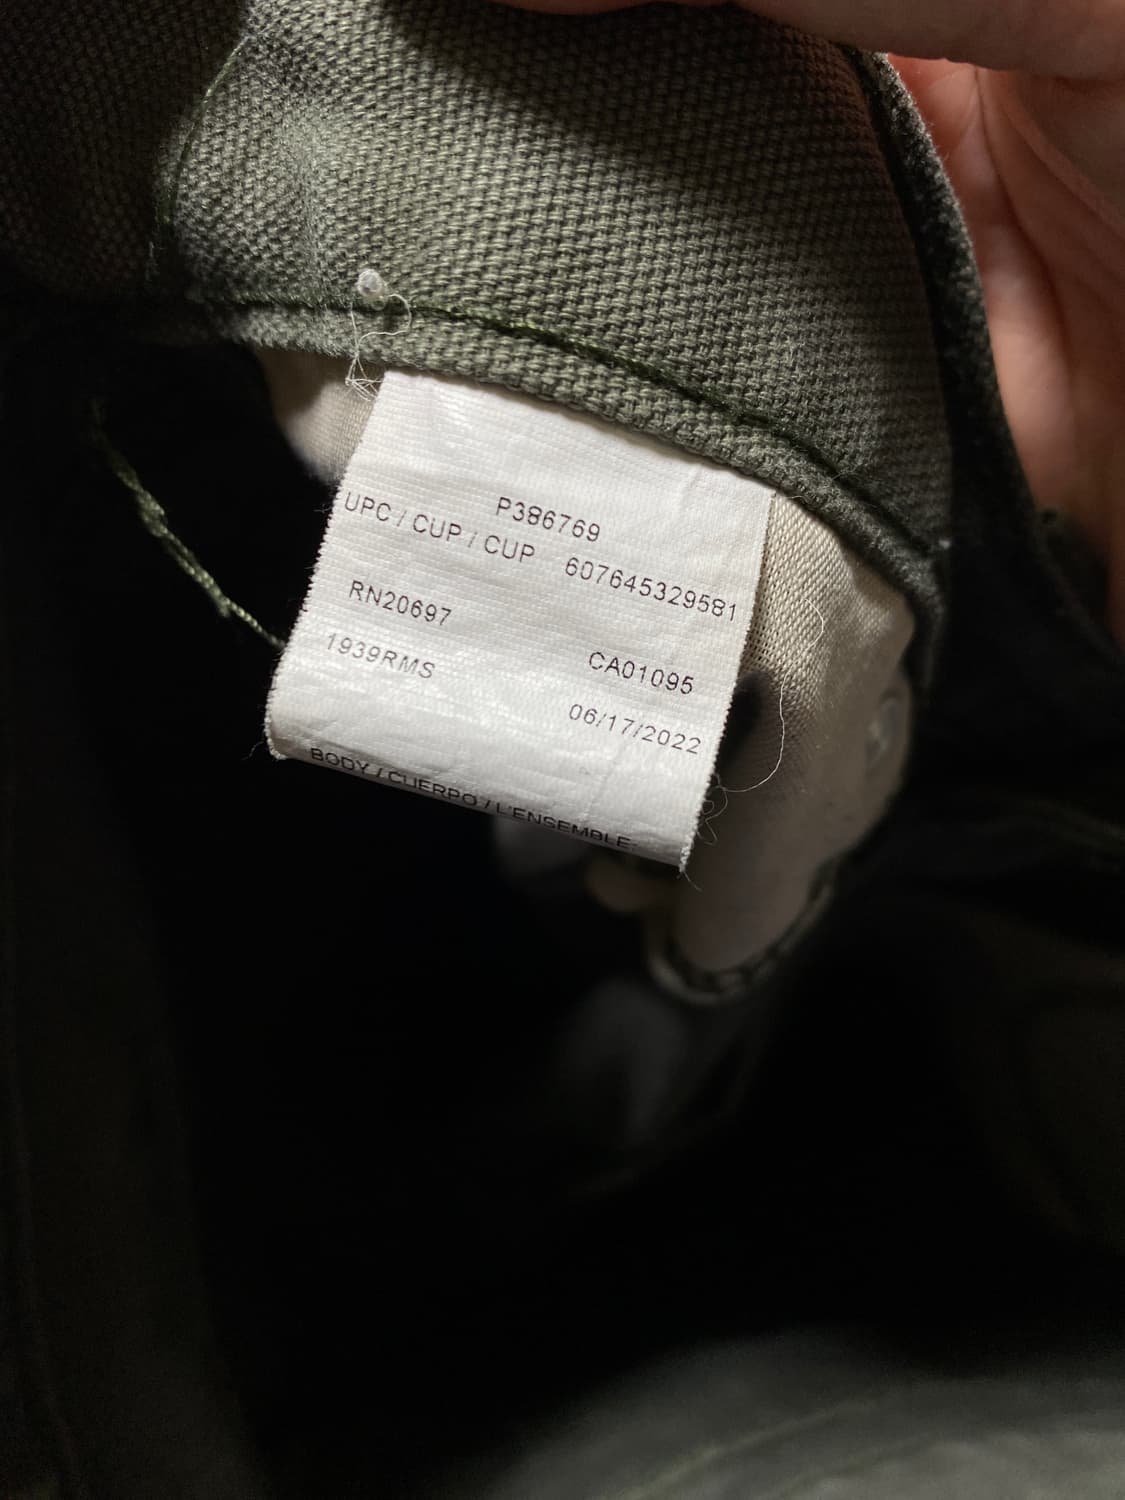 P386769
UPC / CUP / CUP 607645329581
RN20697 CA01095
1939RMS 06/17/2022
BODY / CUERPO / L'ENSEMBLE: